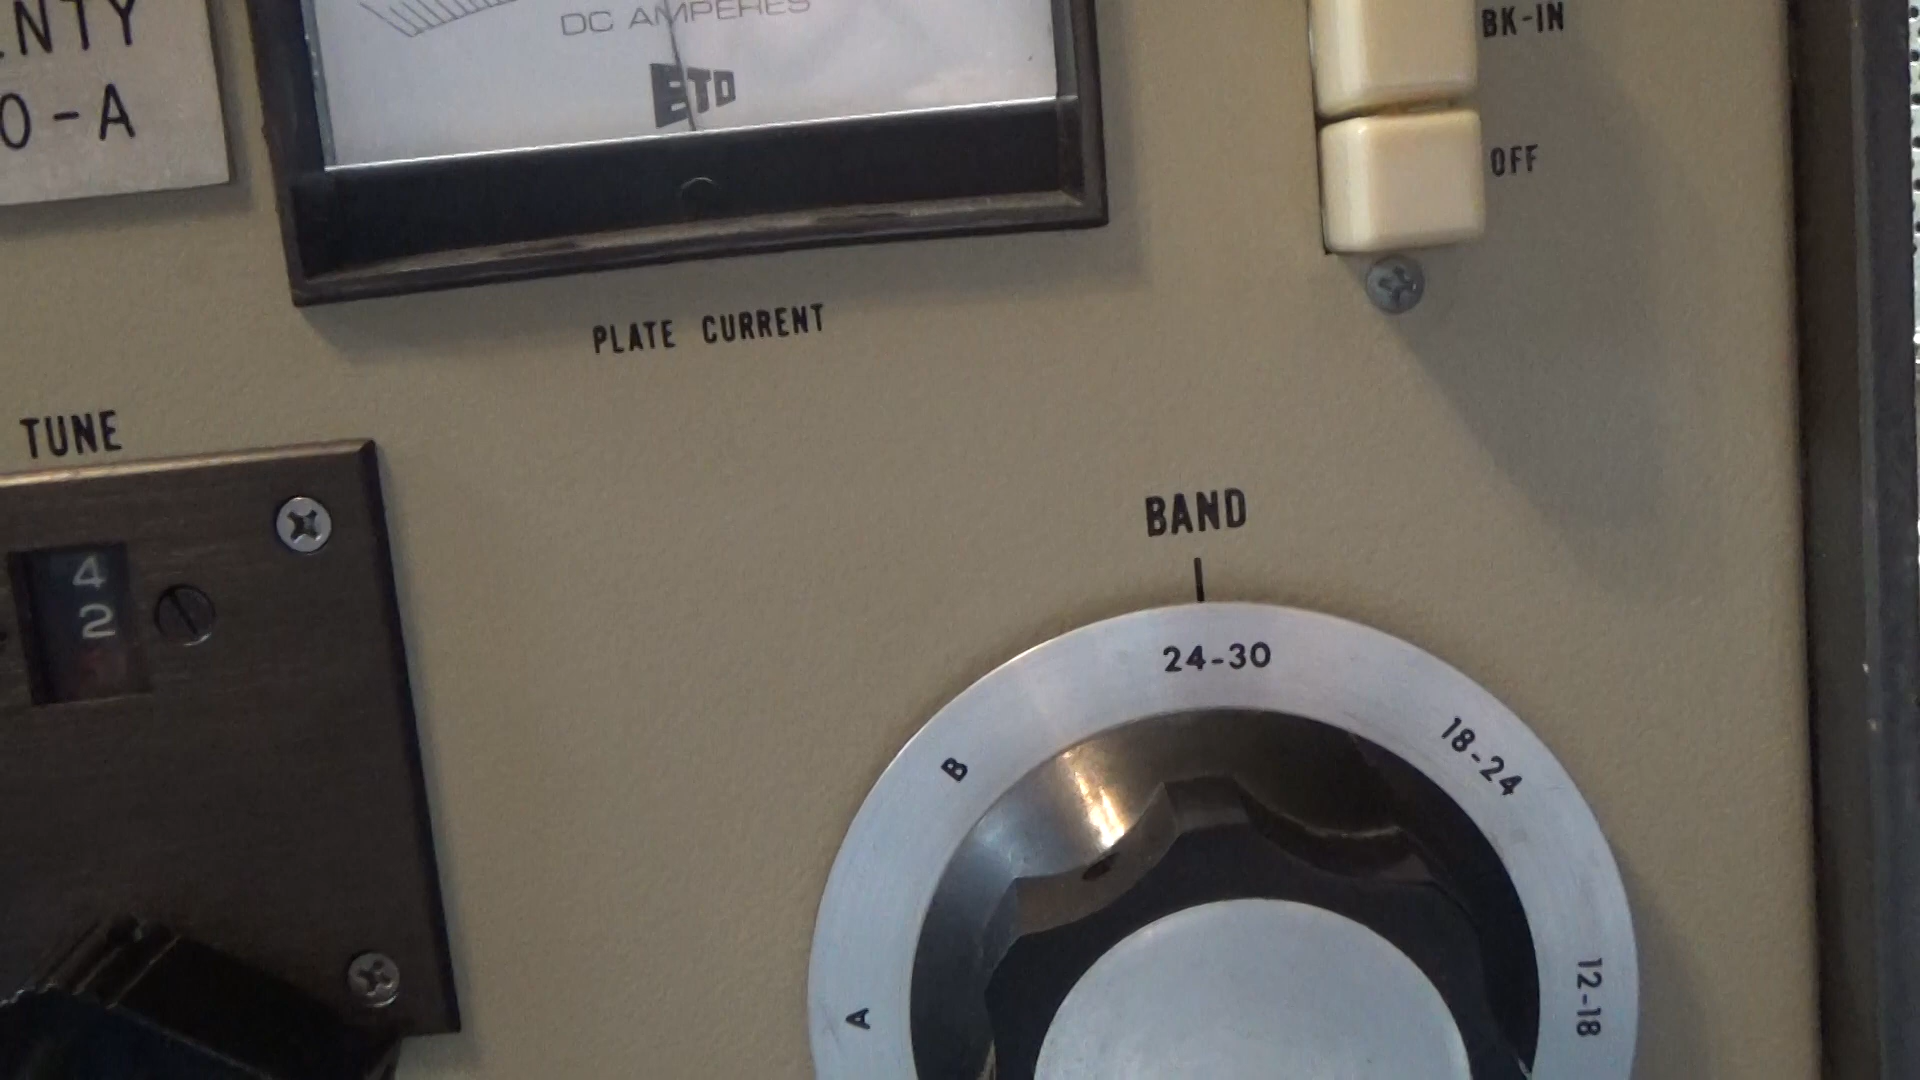 ENTY
0-A
DC AMPERES
ETO
BK-IN
OFF
PLATE CURRENT
TUNE
4
2
BAND
24-30
18-24
12-18
B
A